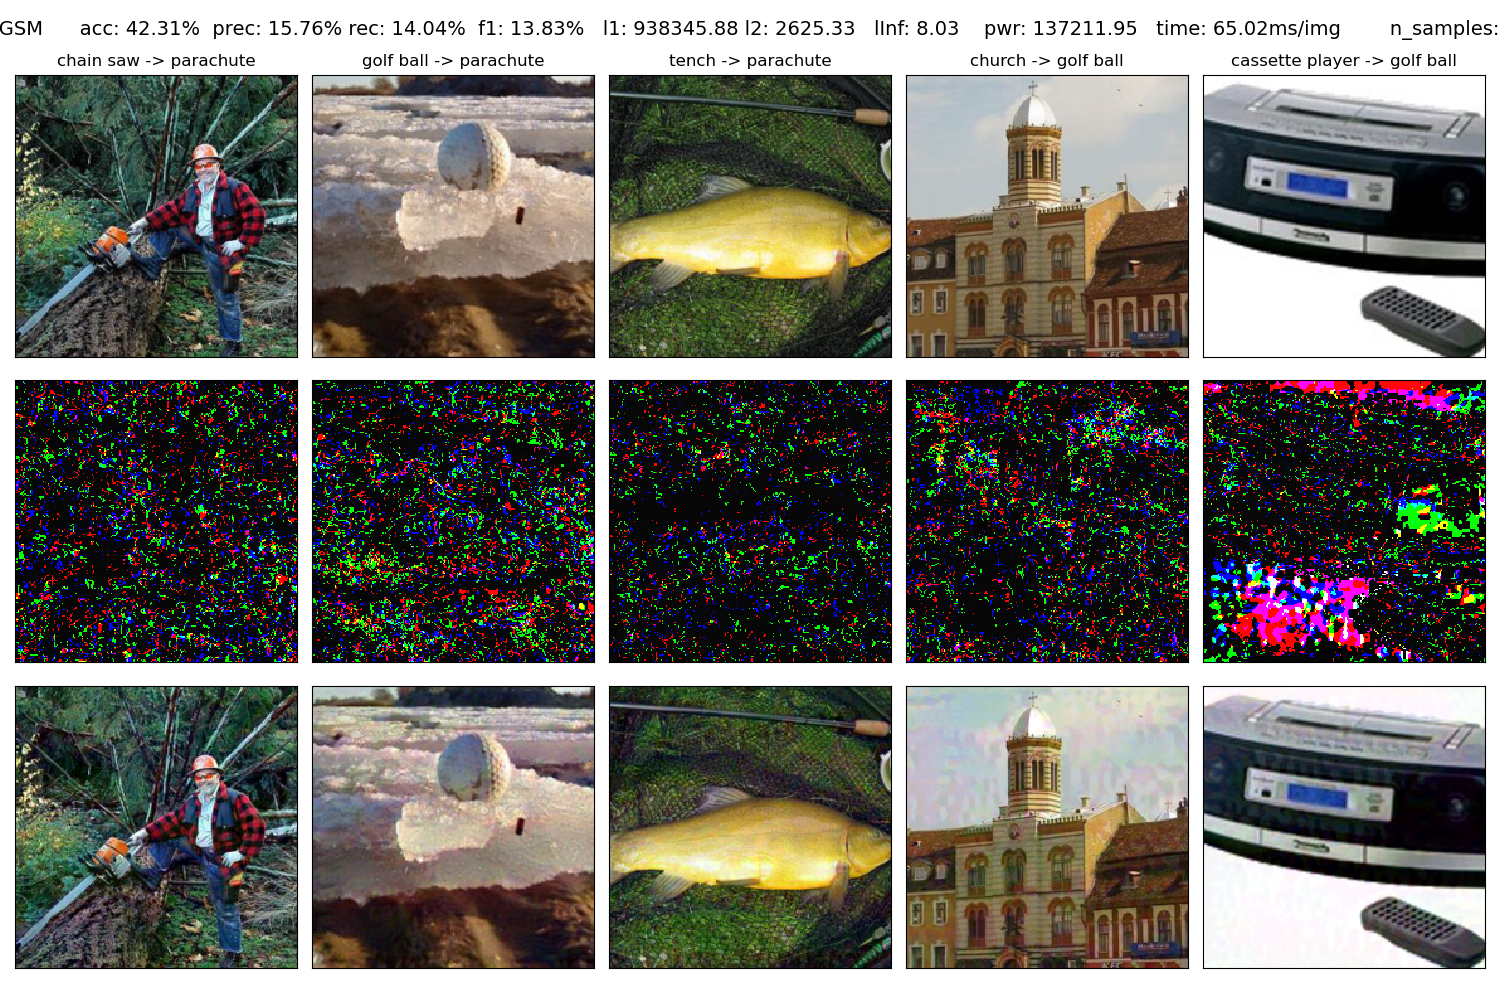 GSM acc: 42.31% prec: 15.76% rec: 14.04% f1: 13.83% l1: 938345.88 l2: 2625.33 lInf: 8.03 pwr: 137211.95 time: 65.02ms/img n_samples:
chain saw -> parachute golf ball -> parachute tench -> parachute church -> golf ball cassette player -> golf ball